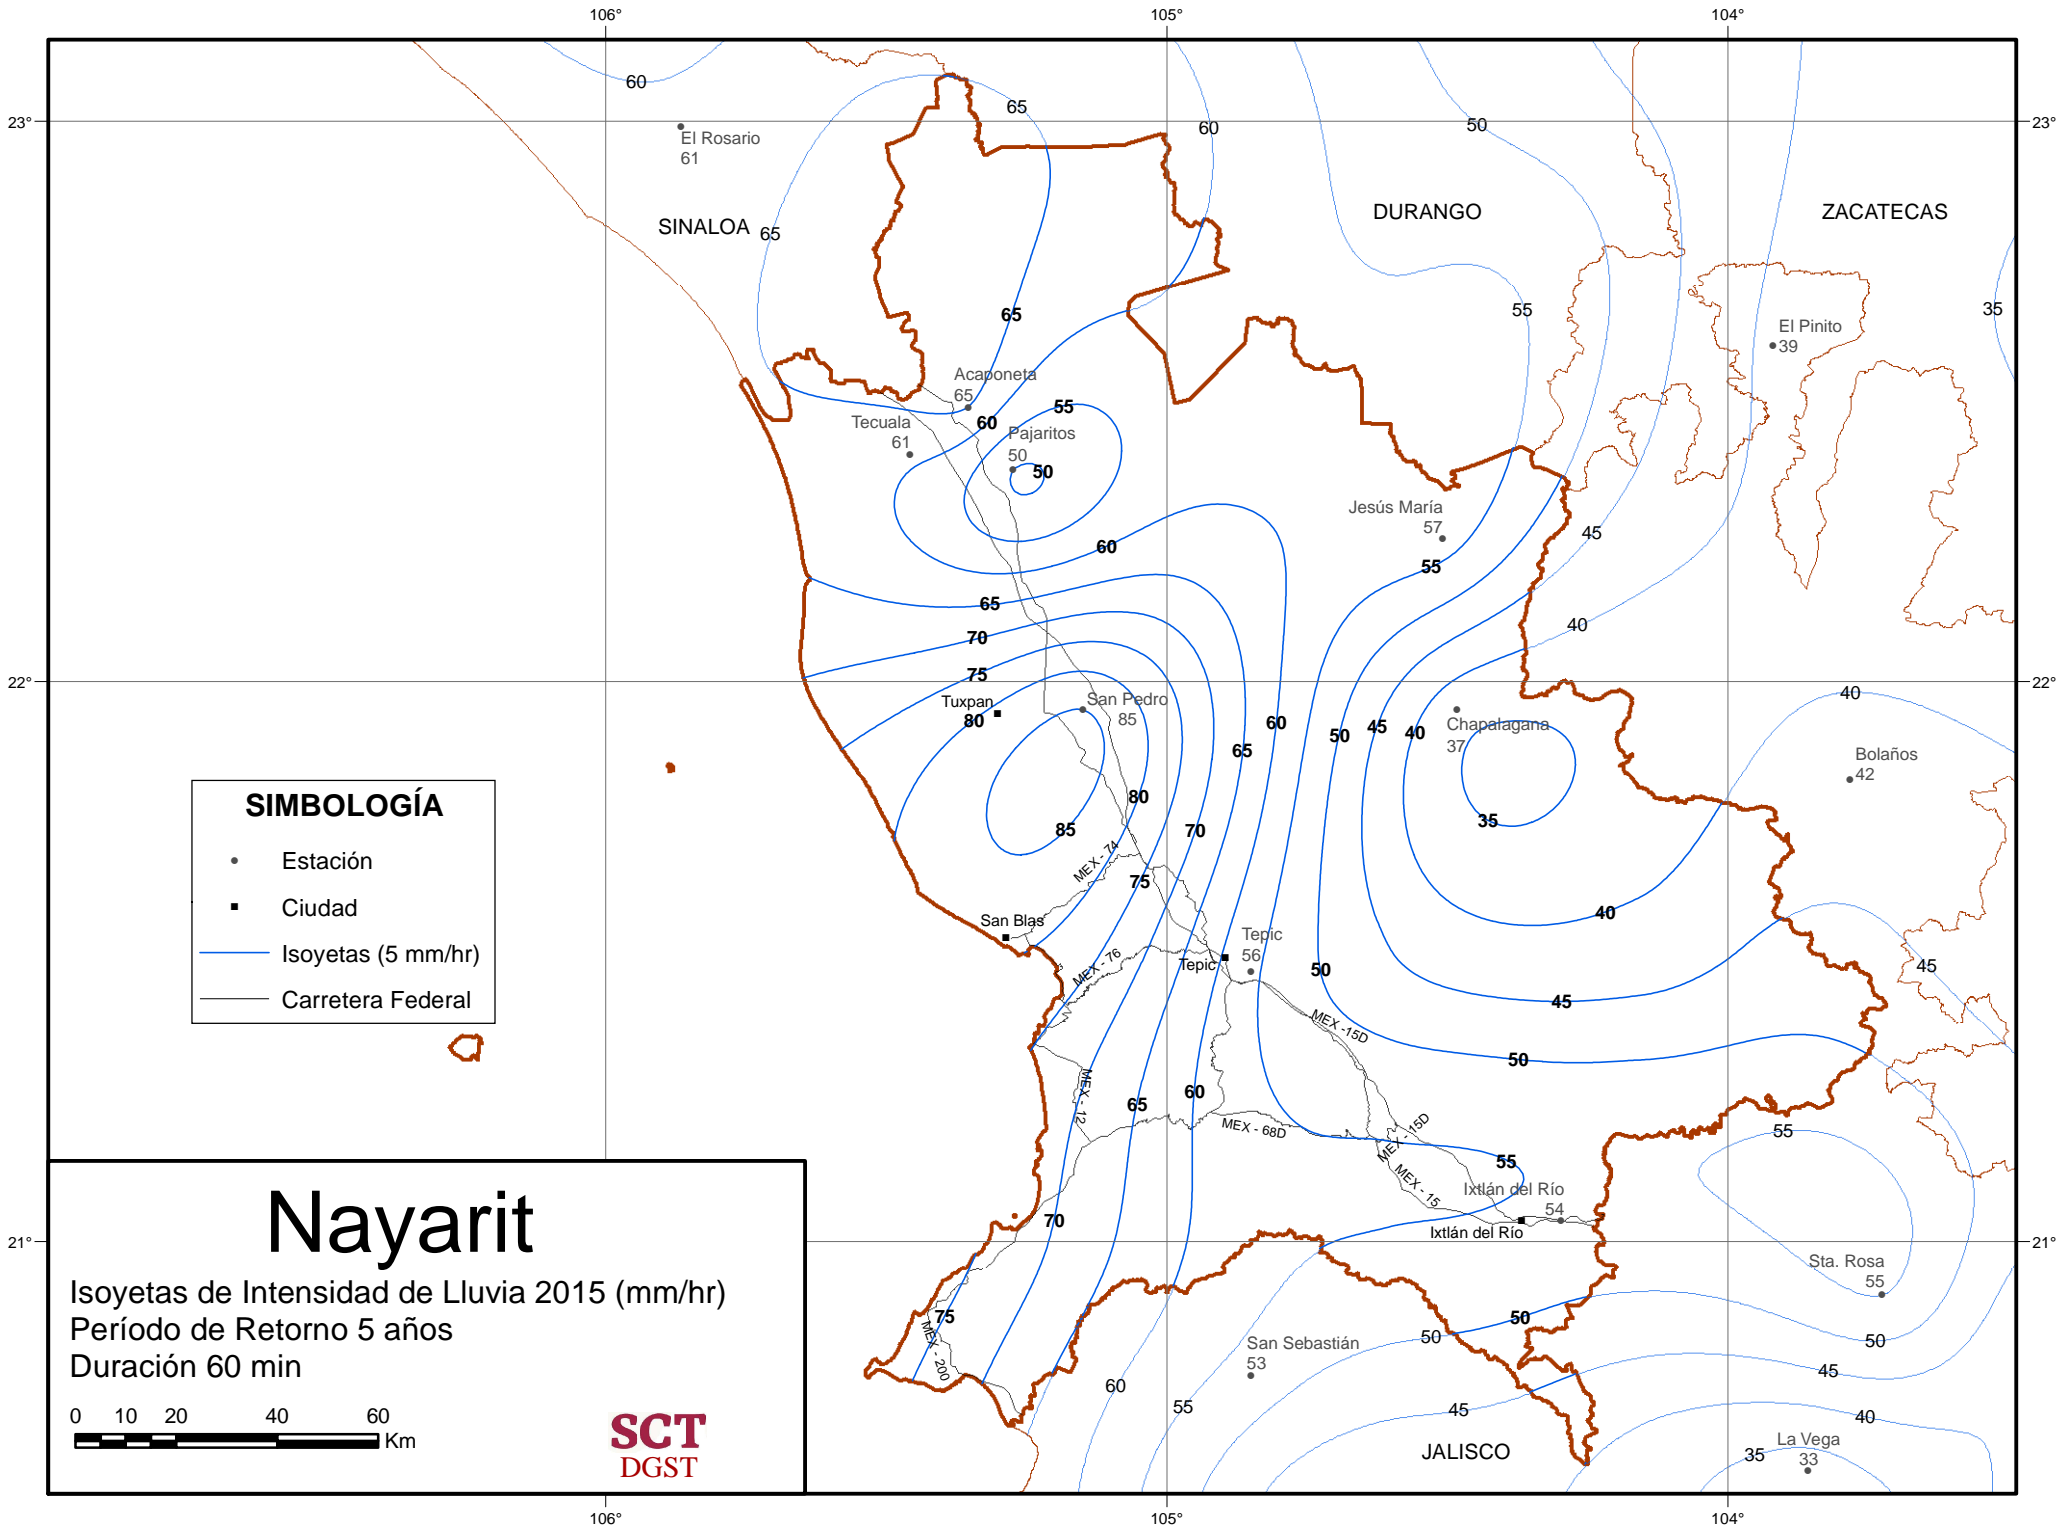 106°
105°
104°
60
65
60
50
23°
23°
El Rosario
61
SINALOA
65
DURANGO
ZACATECAS
65
55
35
El Pinito
39
Acaponeta
65
55
60
Tecuala
61
Pajaritos
50
50
Jesús María
57
45
60
55
65
40
70
75
22°
22°
Tuxpan
80
San Pedro
85
60
65
50
45
40
Chapalagana
37
40
Bolaños
42
80
85
70
35
SIMBOLOGÍA
Estación
Ciudad
Isoyetas (5 mm/hr)
Carretera Federal
MEX - 74
75
40
San Blas
Tepic
56
Tepic
MEX - 76
50
45
45
MEX -15D
50
MEX - 12
65
60
MEX - 68D
MEX - 15D
55
55
MEX - 15
Ixtlán del Río
54
Ixtlán del Río
70
21°
21°
Nayarit
Isoyetas de Intensidad de Lluvia 2015 (mm/hr)
Período de Retorno 5 años
Duración 60 min
0 10 20 40 60
Km
SCT
DGST
Sta. Rosa
55
75
MEX - 200
50
50
50
San Sebastián
53
45
60
55
45
40
JALISCO
35
La Vega
33
106°
105°
104°